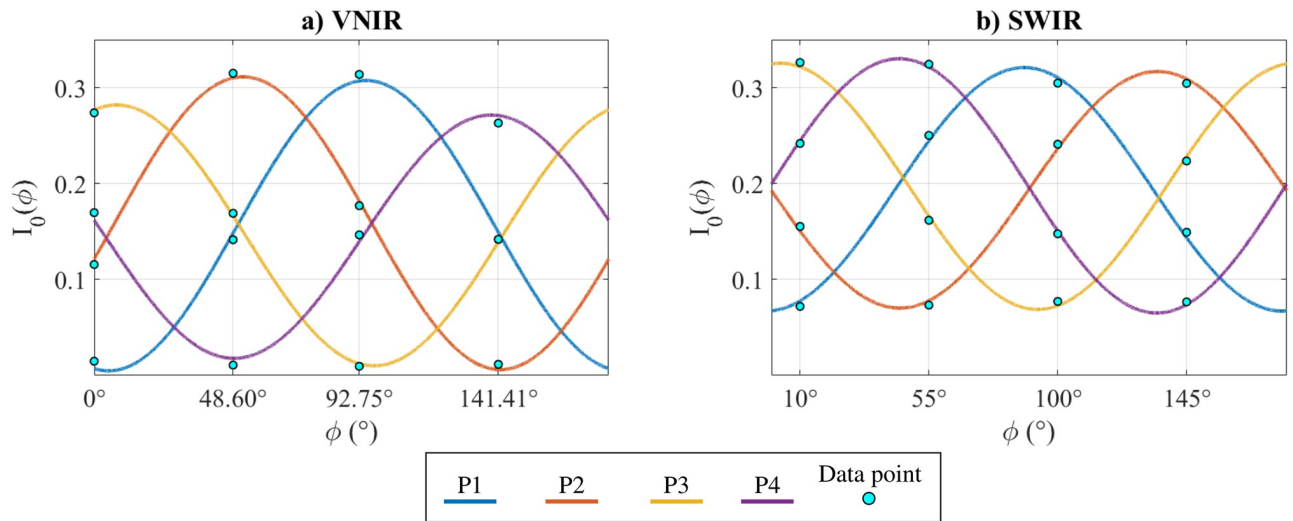 a) VNIR
I0(ϕ)
0.3
0.2
0.1
0° 48.60° 92.75° 141.41°
ϕ (°)
b) SWIR
I0(ϕ)
0.3
0.2
0.1
10° 55° 100° 145°
ϕ (°)
P1 P2 P3 P4 Data point